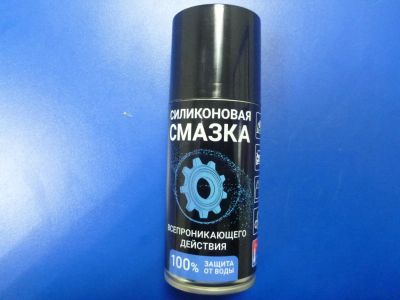 СИЛИКОНОВАЯ
СМАЗКА
ВСЕПРОНИКАЮЩЕГО
ДЕЙСТВИЯ
100% ЗАЩИТА
ОТ ВОДЫ